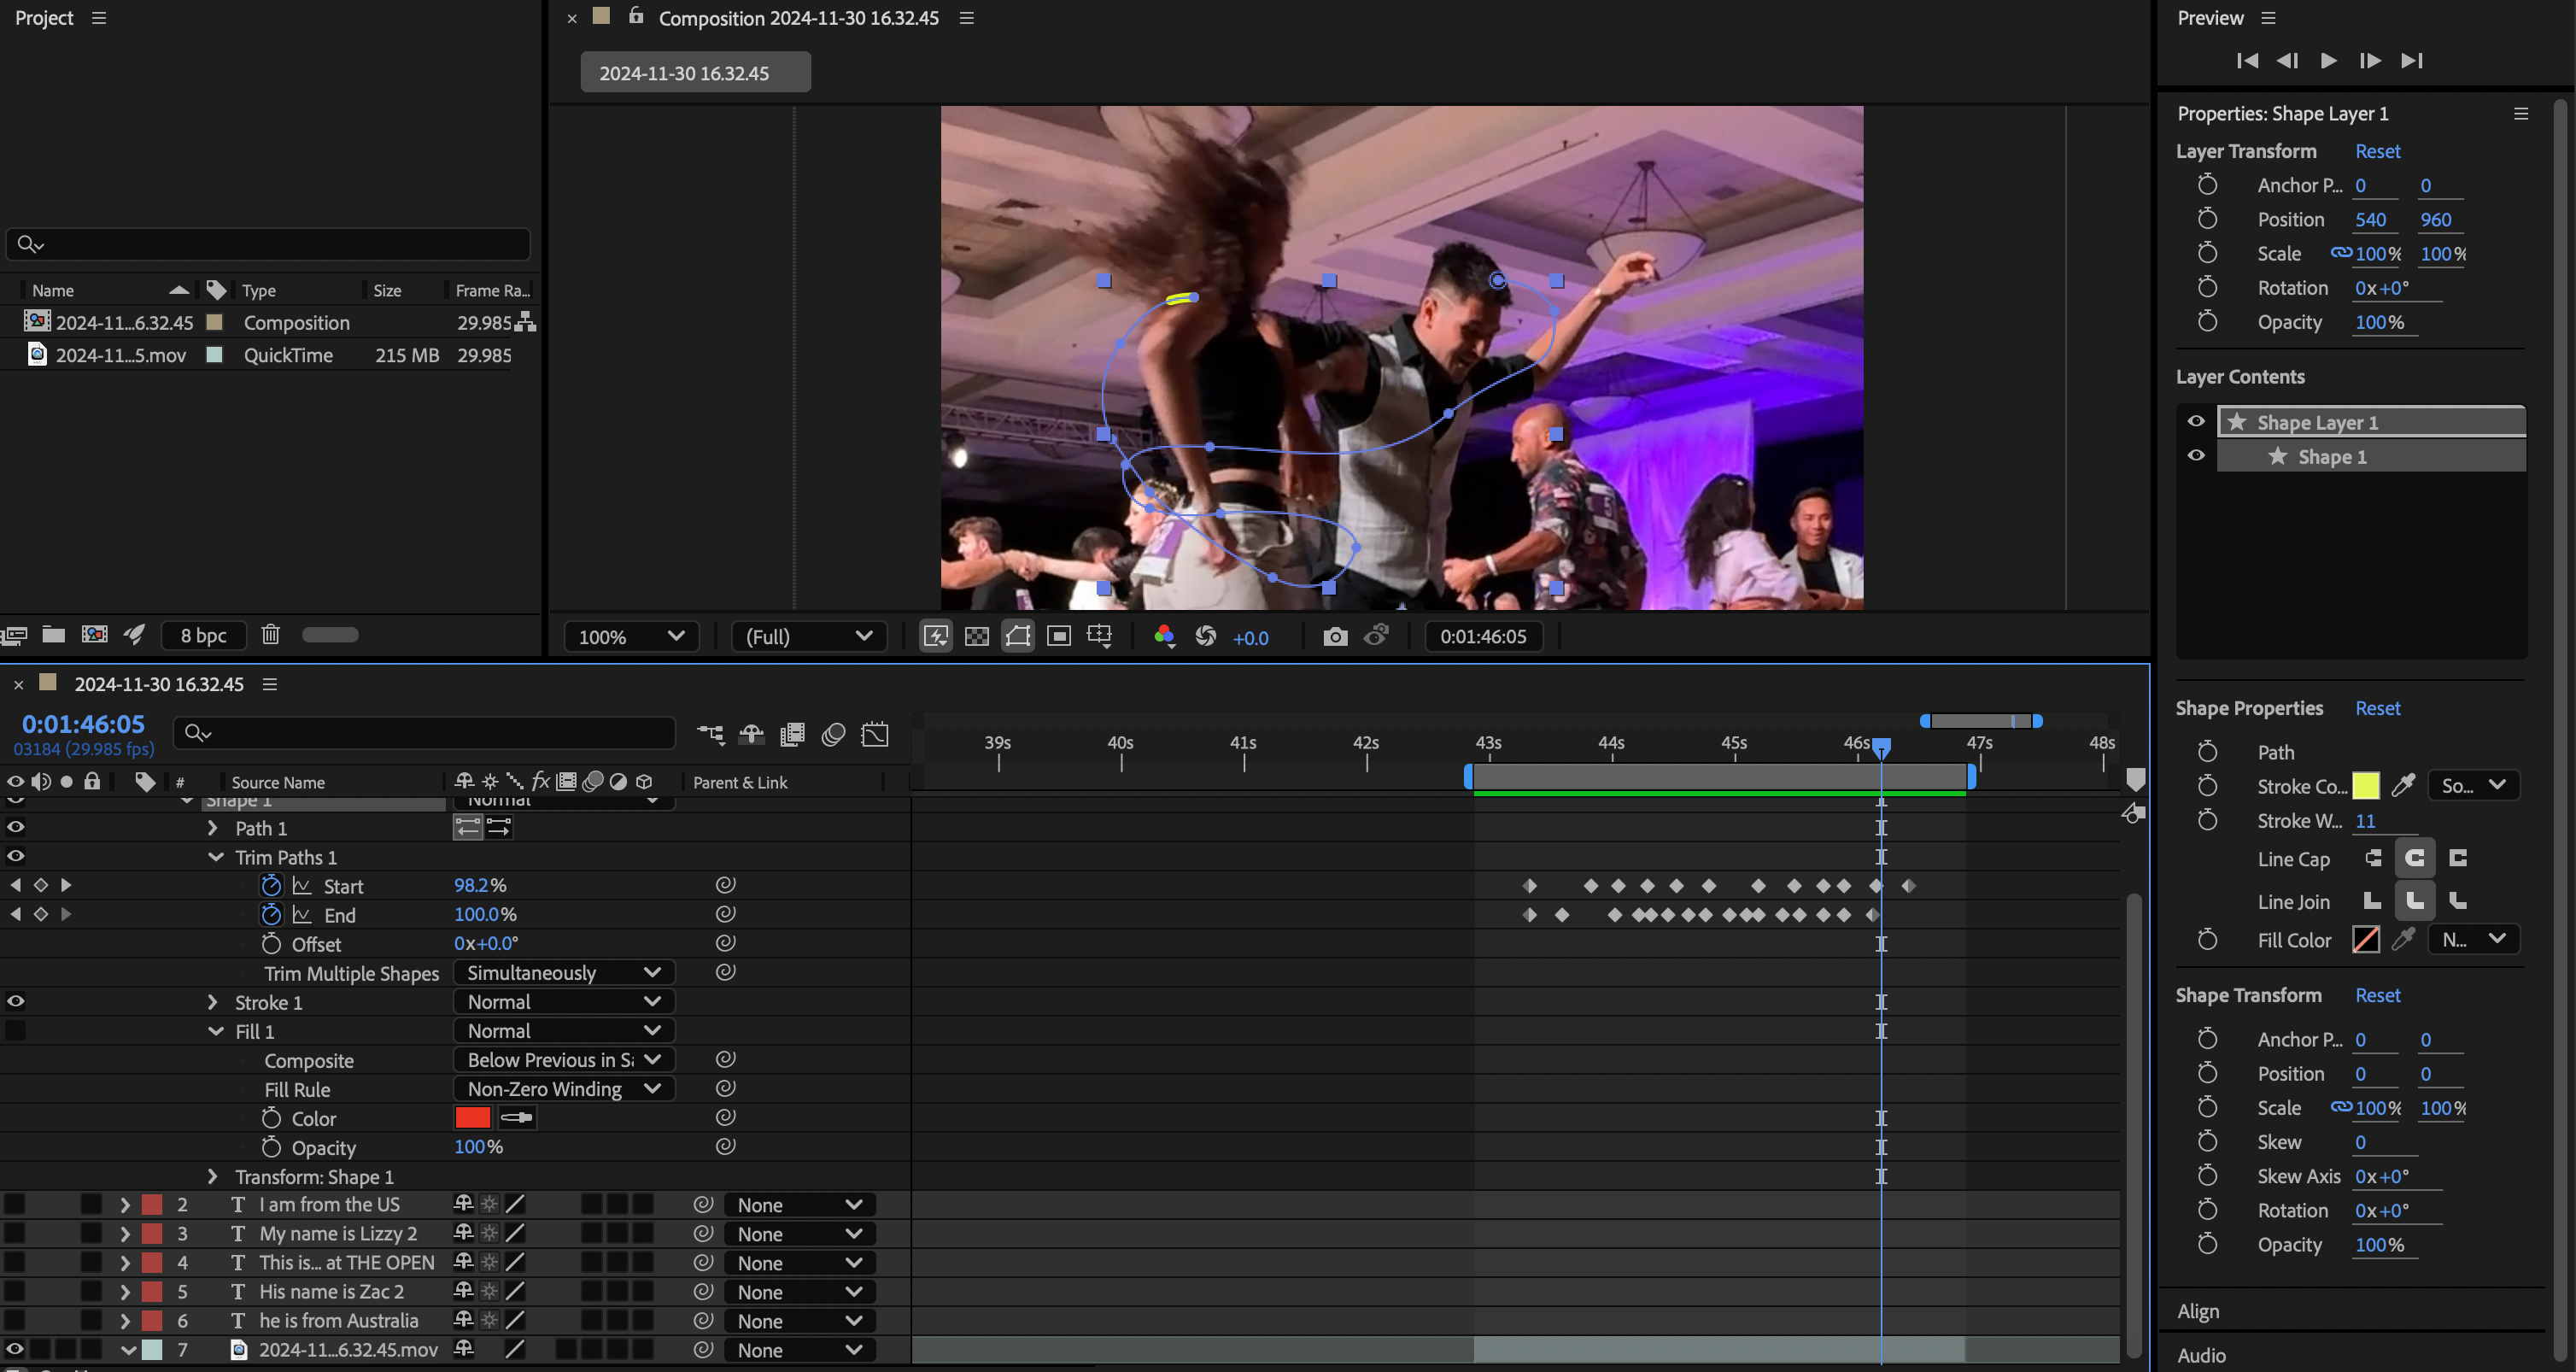 Project
Composition 2024-11-30 16.32.45
Preview
2024-11-30 16.32.45
Properties: Shape Layer 1
Layer Transform Reset
Anchor P... 0 0
Position 540 960
Scale 100% 100%
Rotation 0x+0°
Opacity 100%
Name Type Size Frame Ra...
2024-11...6.32.45 Composition 29.985
2024-11...5.mov QuickTime 215 MB 29.985
Layer Contents
Shape Layer 1
Shape 1
8 bpc
100% (Full) +0.0 0:01:46:05
2024-11-30 16.32.45
0:01:46:05
03184 (29.985 fps)
39s 40s 41s 42s 43s 44s 45s 46s 47s 48s
# Source Name fx Parent & Link
Shape 1 Normal
Path 1
Trim Paths 1
Start 98.2%
End 100.0%
Offset 0x+0.0°
Trim Multiple Shapes Simultaneously
Stroke 1 Normal
Fill 1 Normal
Composite Below Previous in Sa
Fill Rule Non-Zero Winding
Color
Opacity 100%
Transform: Shape 1
2 T I am from the US None
3 T My name is Lizzy 2 None
4 T This is... at THE OPEN None
5 T His name is Zac 2 None
6 T he is from Australia None
7 2024-11...6.32.45.mov None
Shape Properties Reset
Path
Stroke Co... So...
Stroke W... 11
Line Cap
Line Join
Fill Color N...
Shape Transform Reset
Anchor P... 0 0
Position 0 0
Scale 100% 100%
Skew 0
Skew Axis 0x+0°
Rotation 0x+0°
Opacity 100%
Align
Audio